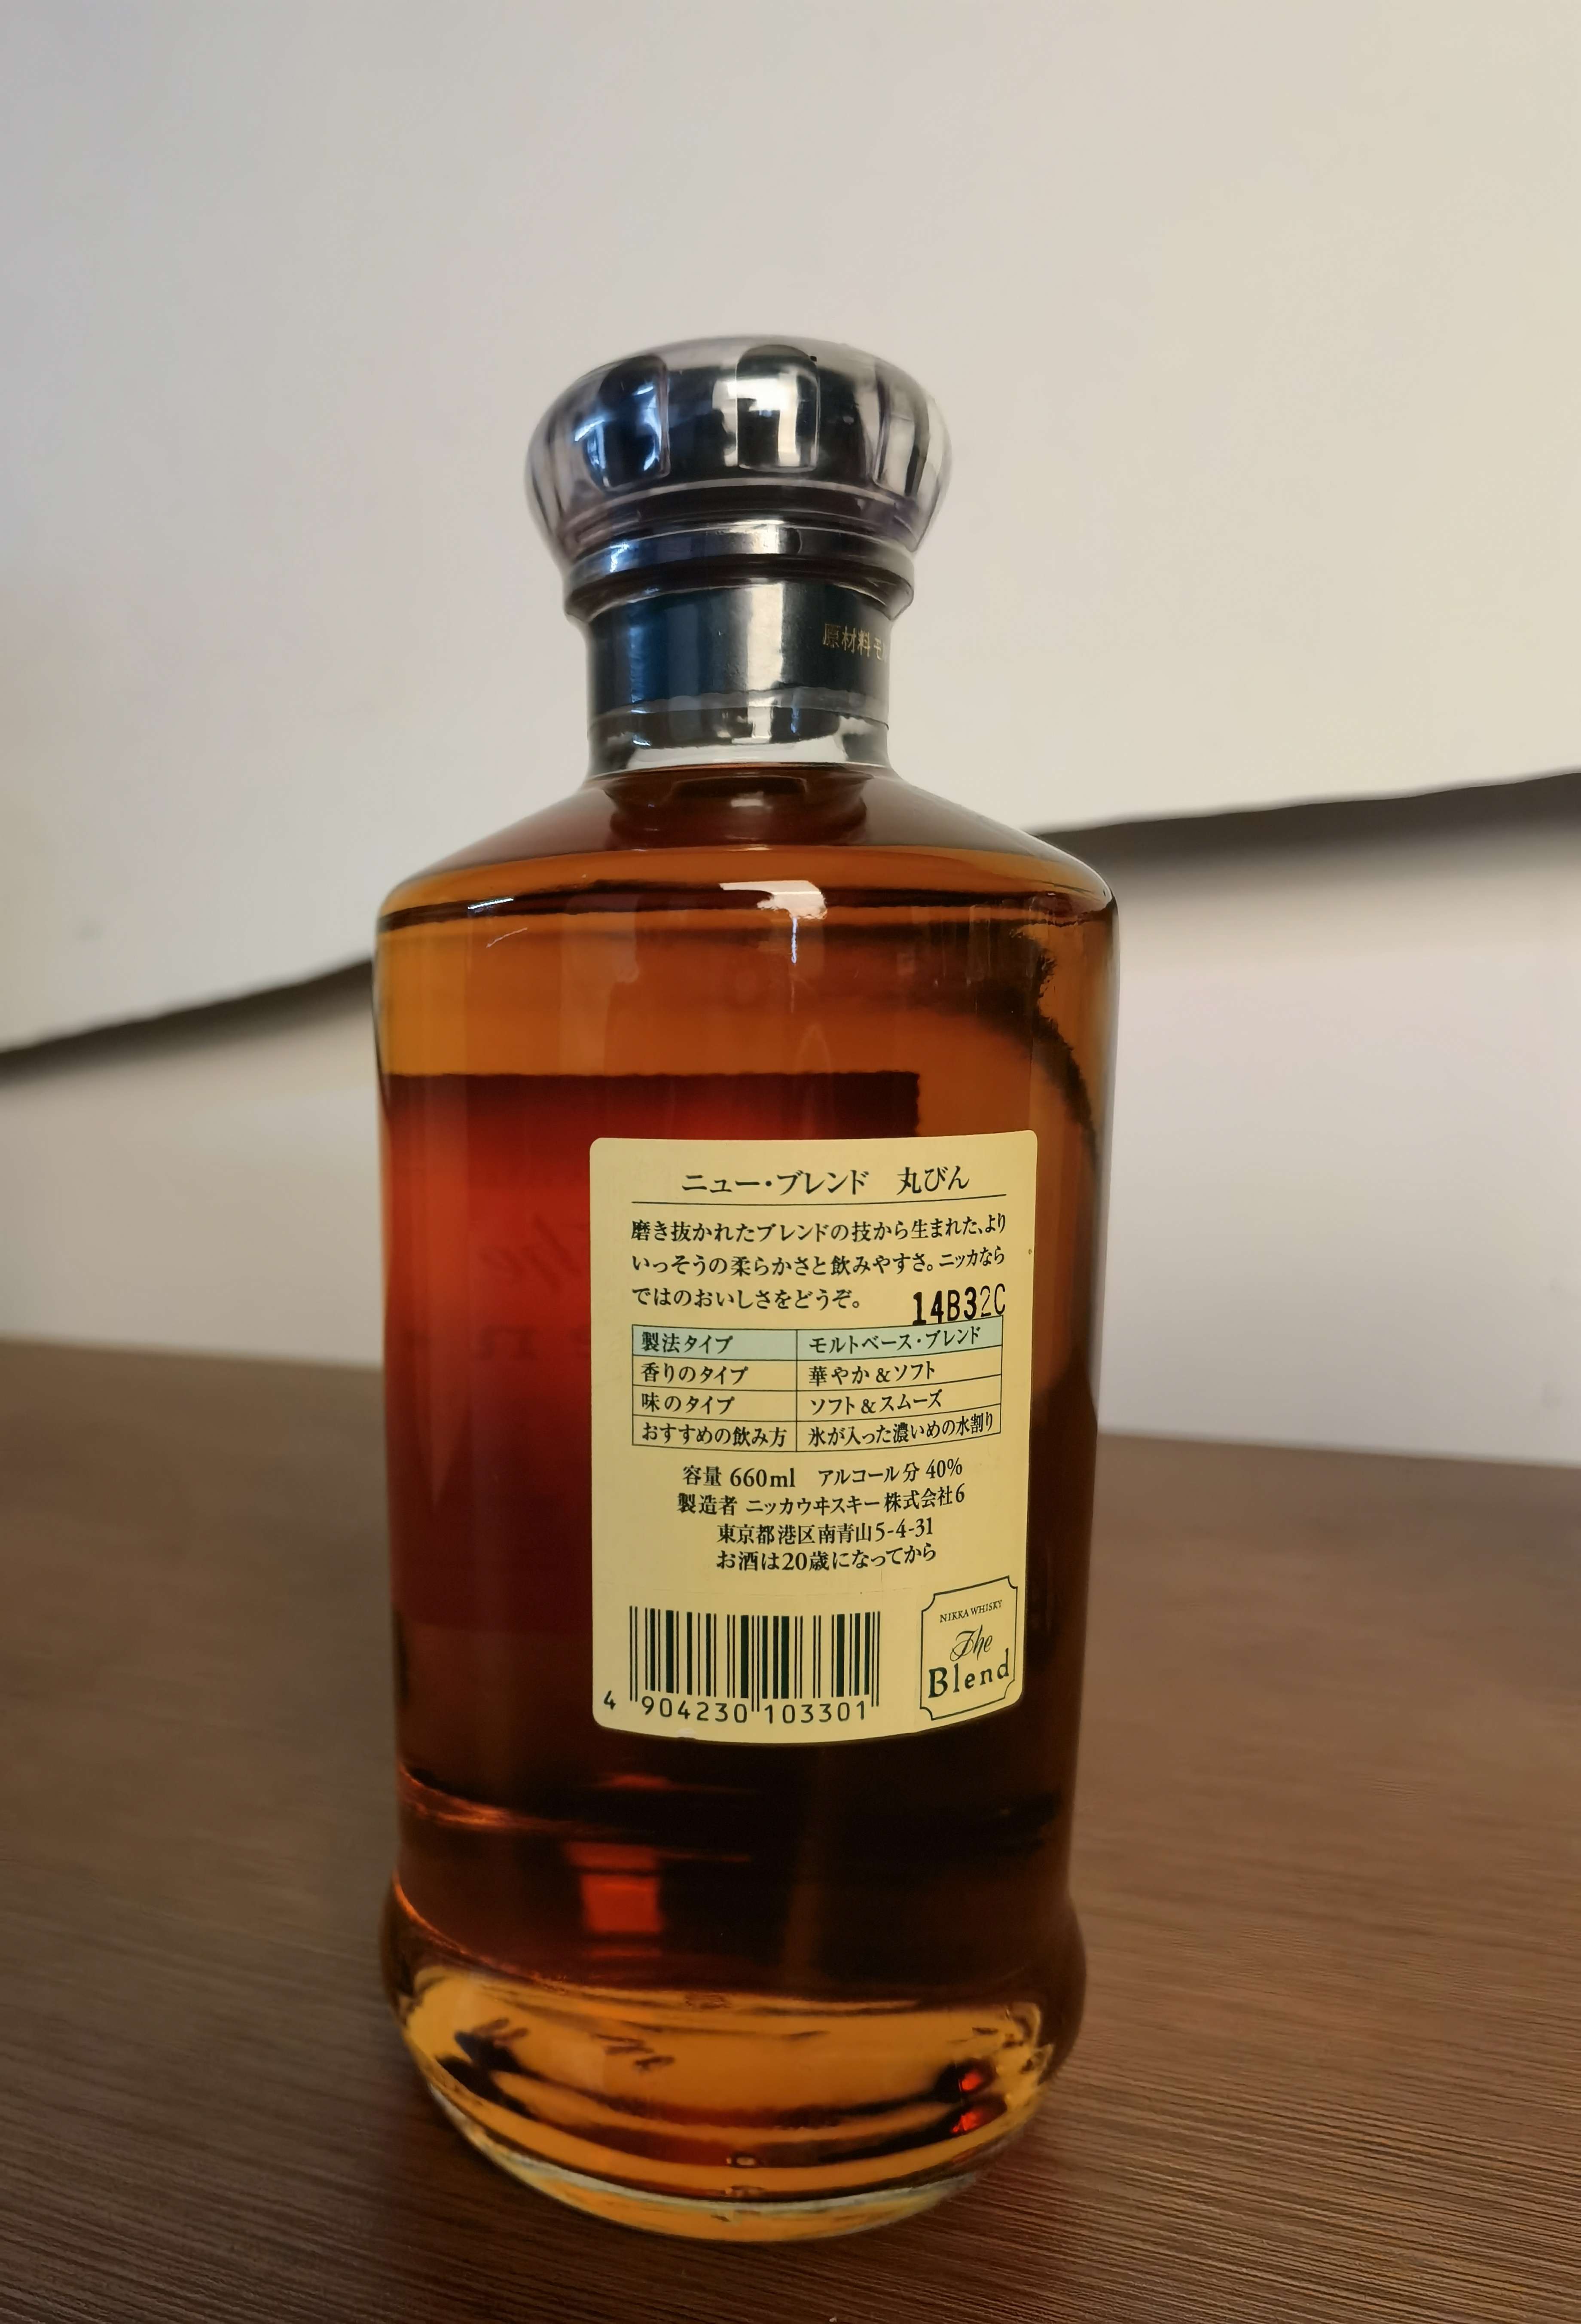 原材料 モ
ニュー・ブレンド 丸びん
磨き抜かれたブレンドの技から生まれた、より
いっそうの柔らかさと飲みやすさ。ニッカなら
ではのおいしさをどうぞ。
14B32C
製法タイプ モルトベース・ブレンド
香りのタイプ 華やか&ソフト
味のタイプ ソフト&スムーズ
おすすめの飲み方 氷が入った濃いめの水割り
容量 660ml アルコール分 40%
製造者 ニッカウヰスキー株式会社6
東京都港区南青山5-4-31
お酒は20歳になってから
4 904230 103301
NIKKA WHISKY
The
Blend